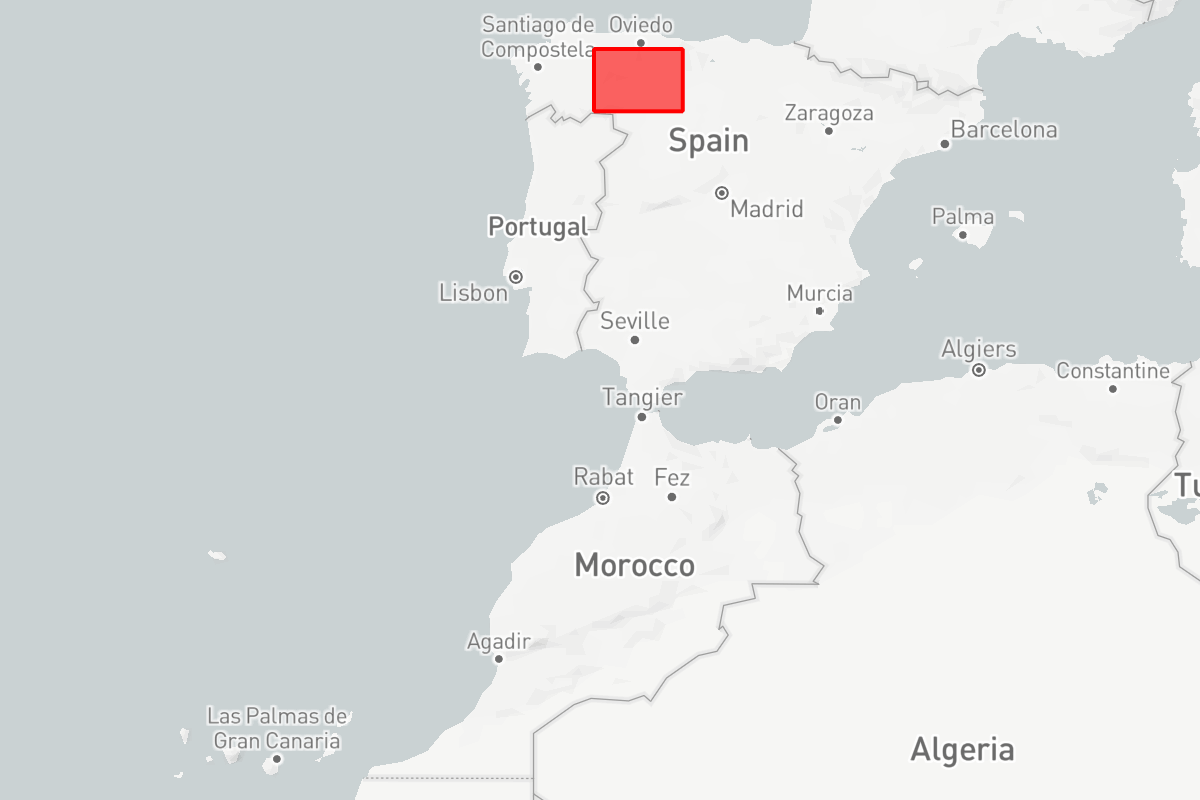 Santiago de
Compostela
Oviedo
Zaragoza
Barcelona
Spain
Madrid
Palma
Portugal
Lisbon
Murcia
Seville
Algiers
Constantine
Tangier
Oran
Rabat
Fez
Tu
Morocco
Agadir
Las Palmas de
Gran Canaria
Algeria